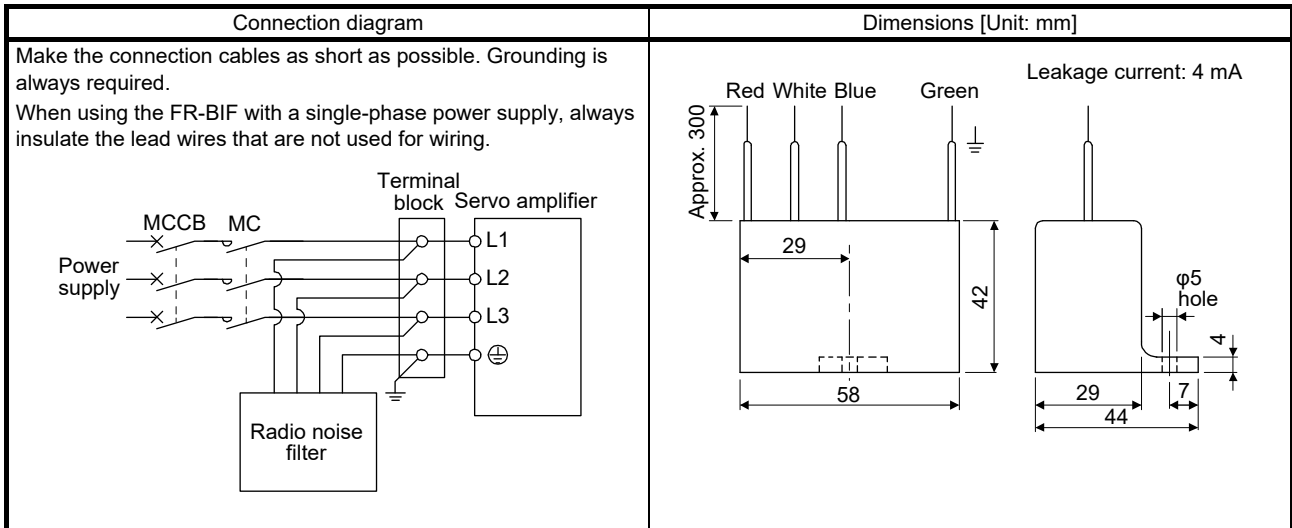 Connection diagram
Make the connection cables as short as possible. Grounding is
always required.
When using the FR-BIF with a single-phase power supply, always
insulate the lead wires that are not used for wiring.
Terminal
block
Servo amplifier
MCCB
MC
L1
Power
supply
L2
L3
Radio noise
filter
Dimensions [Unit: mm]
Leakage current: 4 mA
Red White Blue
Green
Approx. 300
29
42
58
φ5
hole
4
29
7
44